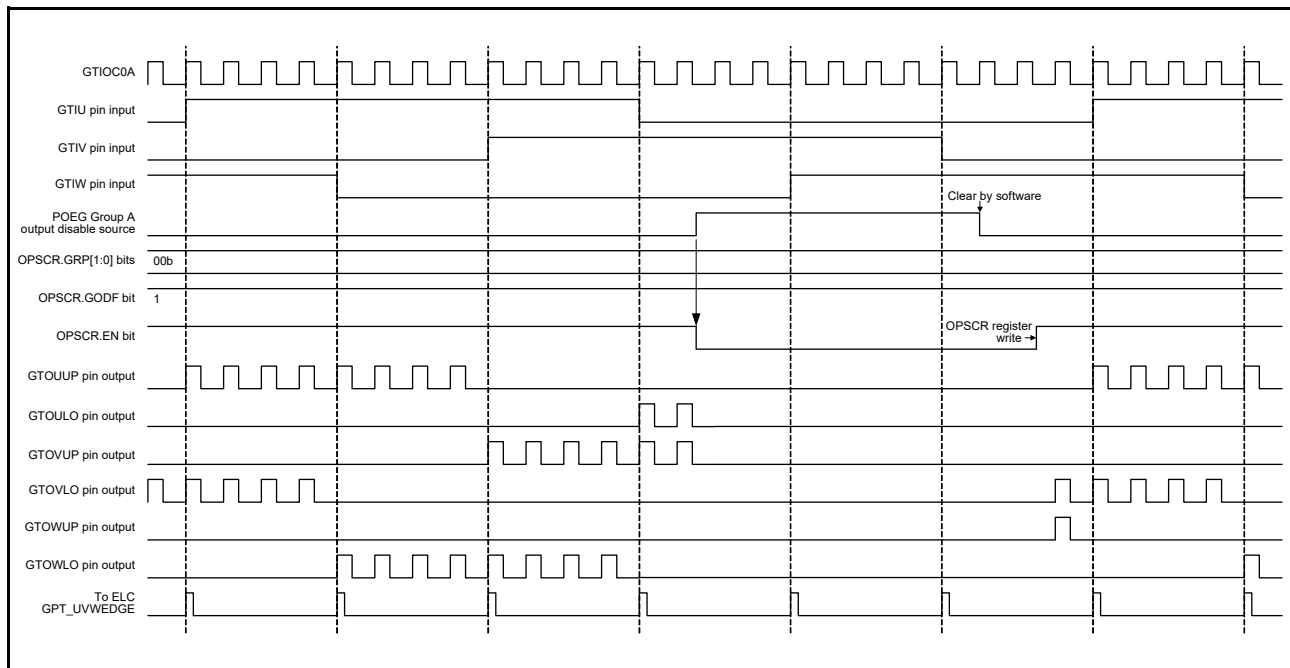 GTIOC0A
GTIU pin input
GTIV pin input
GTIW pin input
Clear by software
POEG Group A
output disable source
OPSCR.GRP[1:0] bits
00b
OPSCR.GODF bit
1
OPSCR.EN bit
OPSCR register
write
GTOUUP pin output
GTOULO pin output
GTOVUP pin output
GTOVLO pin output
GTOWUP pin output
GTOWLO pin output
To ELC
GPT_UVWEDGE